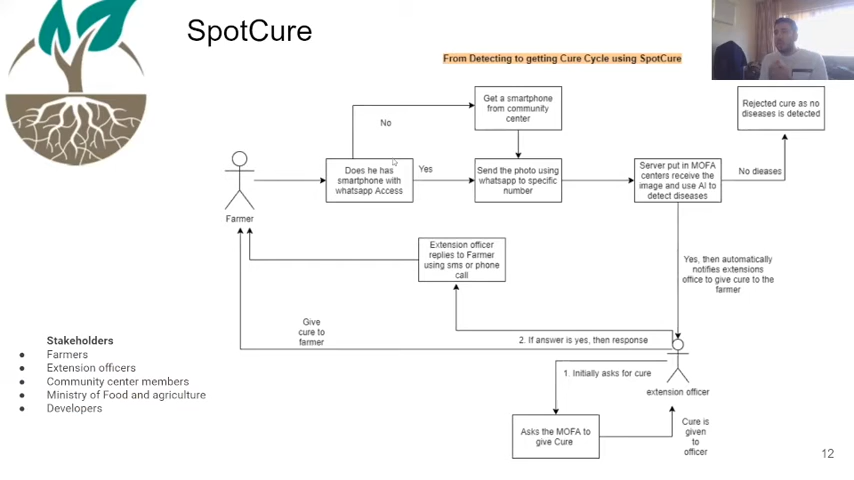 SpotCure
From Detecting to getting Cure Cycle using SpotCure
Get a smartphone
from community
center
Rejected cure as no
diseases is detected
No
Does he has
smartphone with
whatsapp Access
Yes
Send the photo using
whatsapp to specific
number
Server put in MOFA
centers receive the
image and use AI to
detect diseases
No dieases
Farmer
Extension officer
replies to Farmer
using sms or phone
call
Yes, then automatically
notifies extensions
office to give cure to the
farmer
Give
cure to
farmer
2. If answer is yes, then response
1. Initially asks for cure
extension officer
Asks the MOFA to
give Cure
Cure is
given
to
officer
Stakeholders
● Farmers
● Extension officers
● Community center members
● Ministry of Food and agriculture
● Developers
12